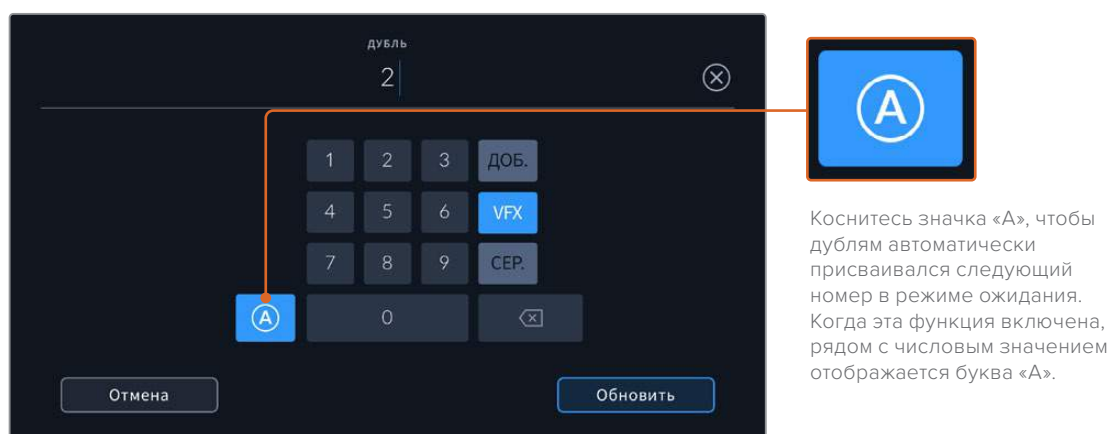 ДУБЛЬ
2
1 2 3 ДОБ.
4 5 6 VFX
7 8 9 СЕР.
A 0
Отмена Обновить
A
Коснитесь значка «А», чтобы
дублям автоматически
присваивался следующий
номер в режиме ожидания.
Когда эта функция включена,
рядом с числовым значением
отображается буква «А».